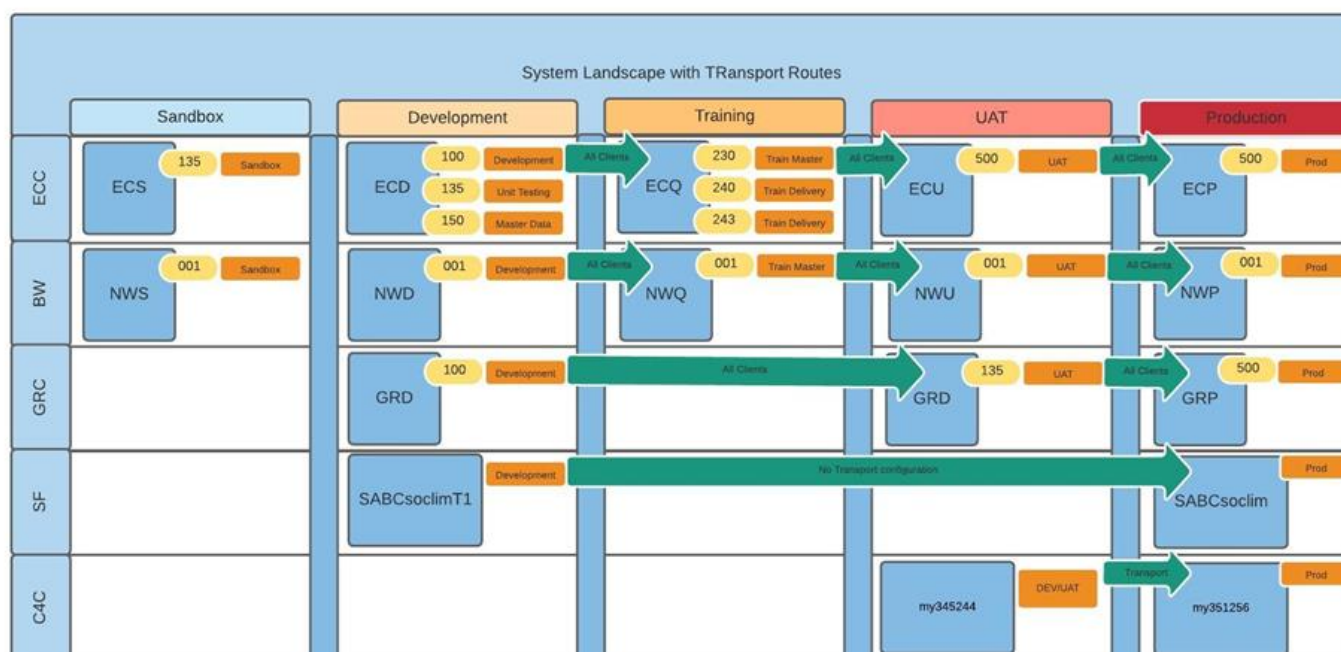 System Landscape with TRansport Routes
Sandbox
Development
Training
UAT
Production
ECC
ECS
135
Sandbox
ECD
100
Development
135
Unit Testing
150
Master Data
All Clients
ECQ
230
Train Master
240
Train Delivery
243
Train Delivery
All Clients
ECU
500
UAT
All Clients
ECP
500
Prod
BW
NWS
001
Sandbox
NWD
001
Development
All Clients
NWQ
001
Train Master
All Clients
NWU
001
UAT
All Clients
NWP
001
Prod
GRC
GRD
100
Development
All Clients
GRD
135
UAT
All Clients
GRP
500
Prod
SF
SABCsoclimT1
Development
No Transport configuration
SABCsoclim
Prod
C4C
my345244
DEV/UAT
Transport
my351256
Prod